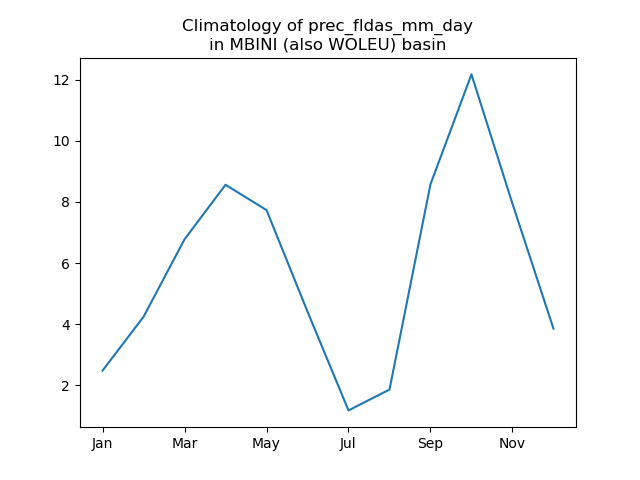 Climatology of prec_fldas_mm_day
in MBINI (also WOLEU) basin
12
10
8
6
4
2
Jan Mar May Jul Sep Nov